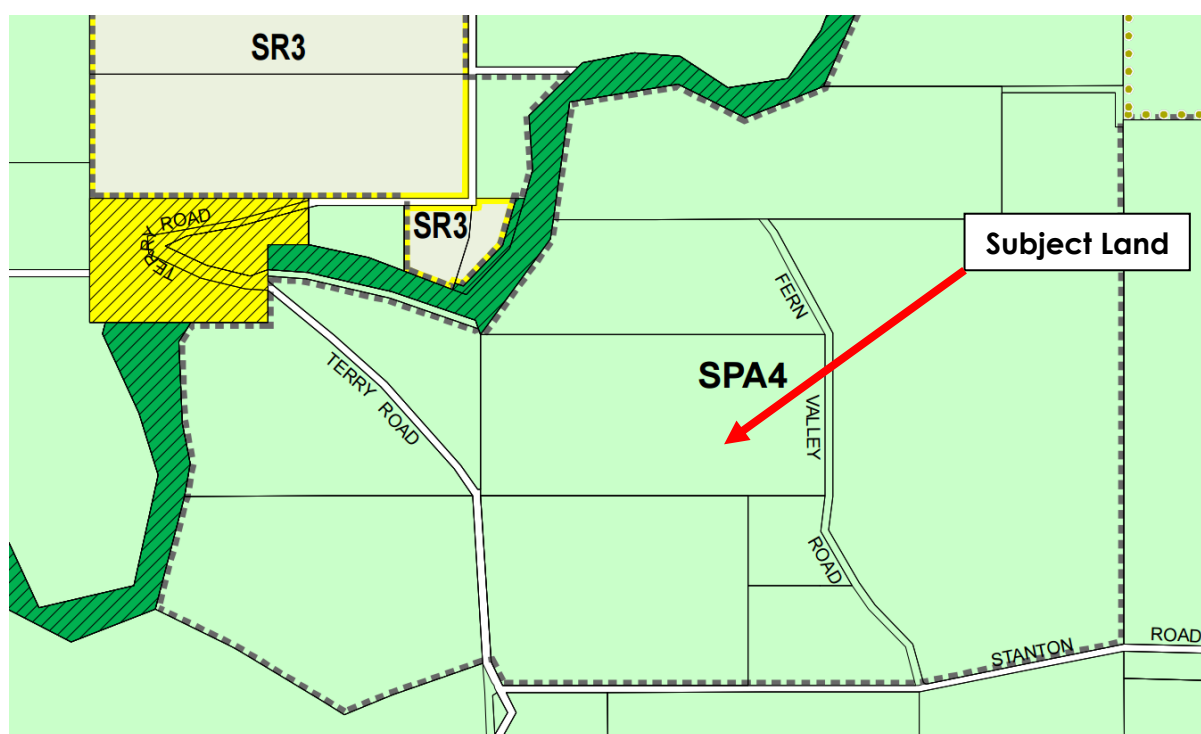 SR3
TERRY ROAD
SR3
Subject Land
FERN
VALLEY
ROAD
SPA4
TERRY ROAD
STANTON
ROAD